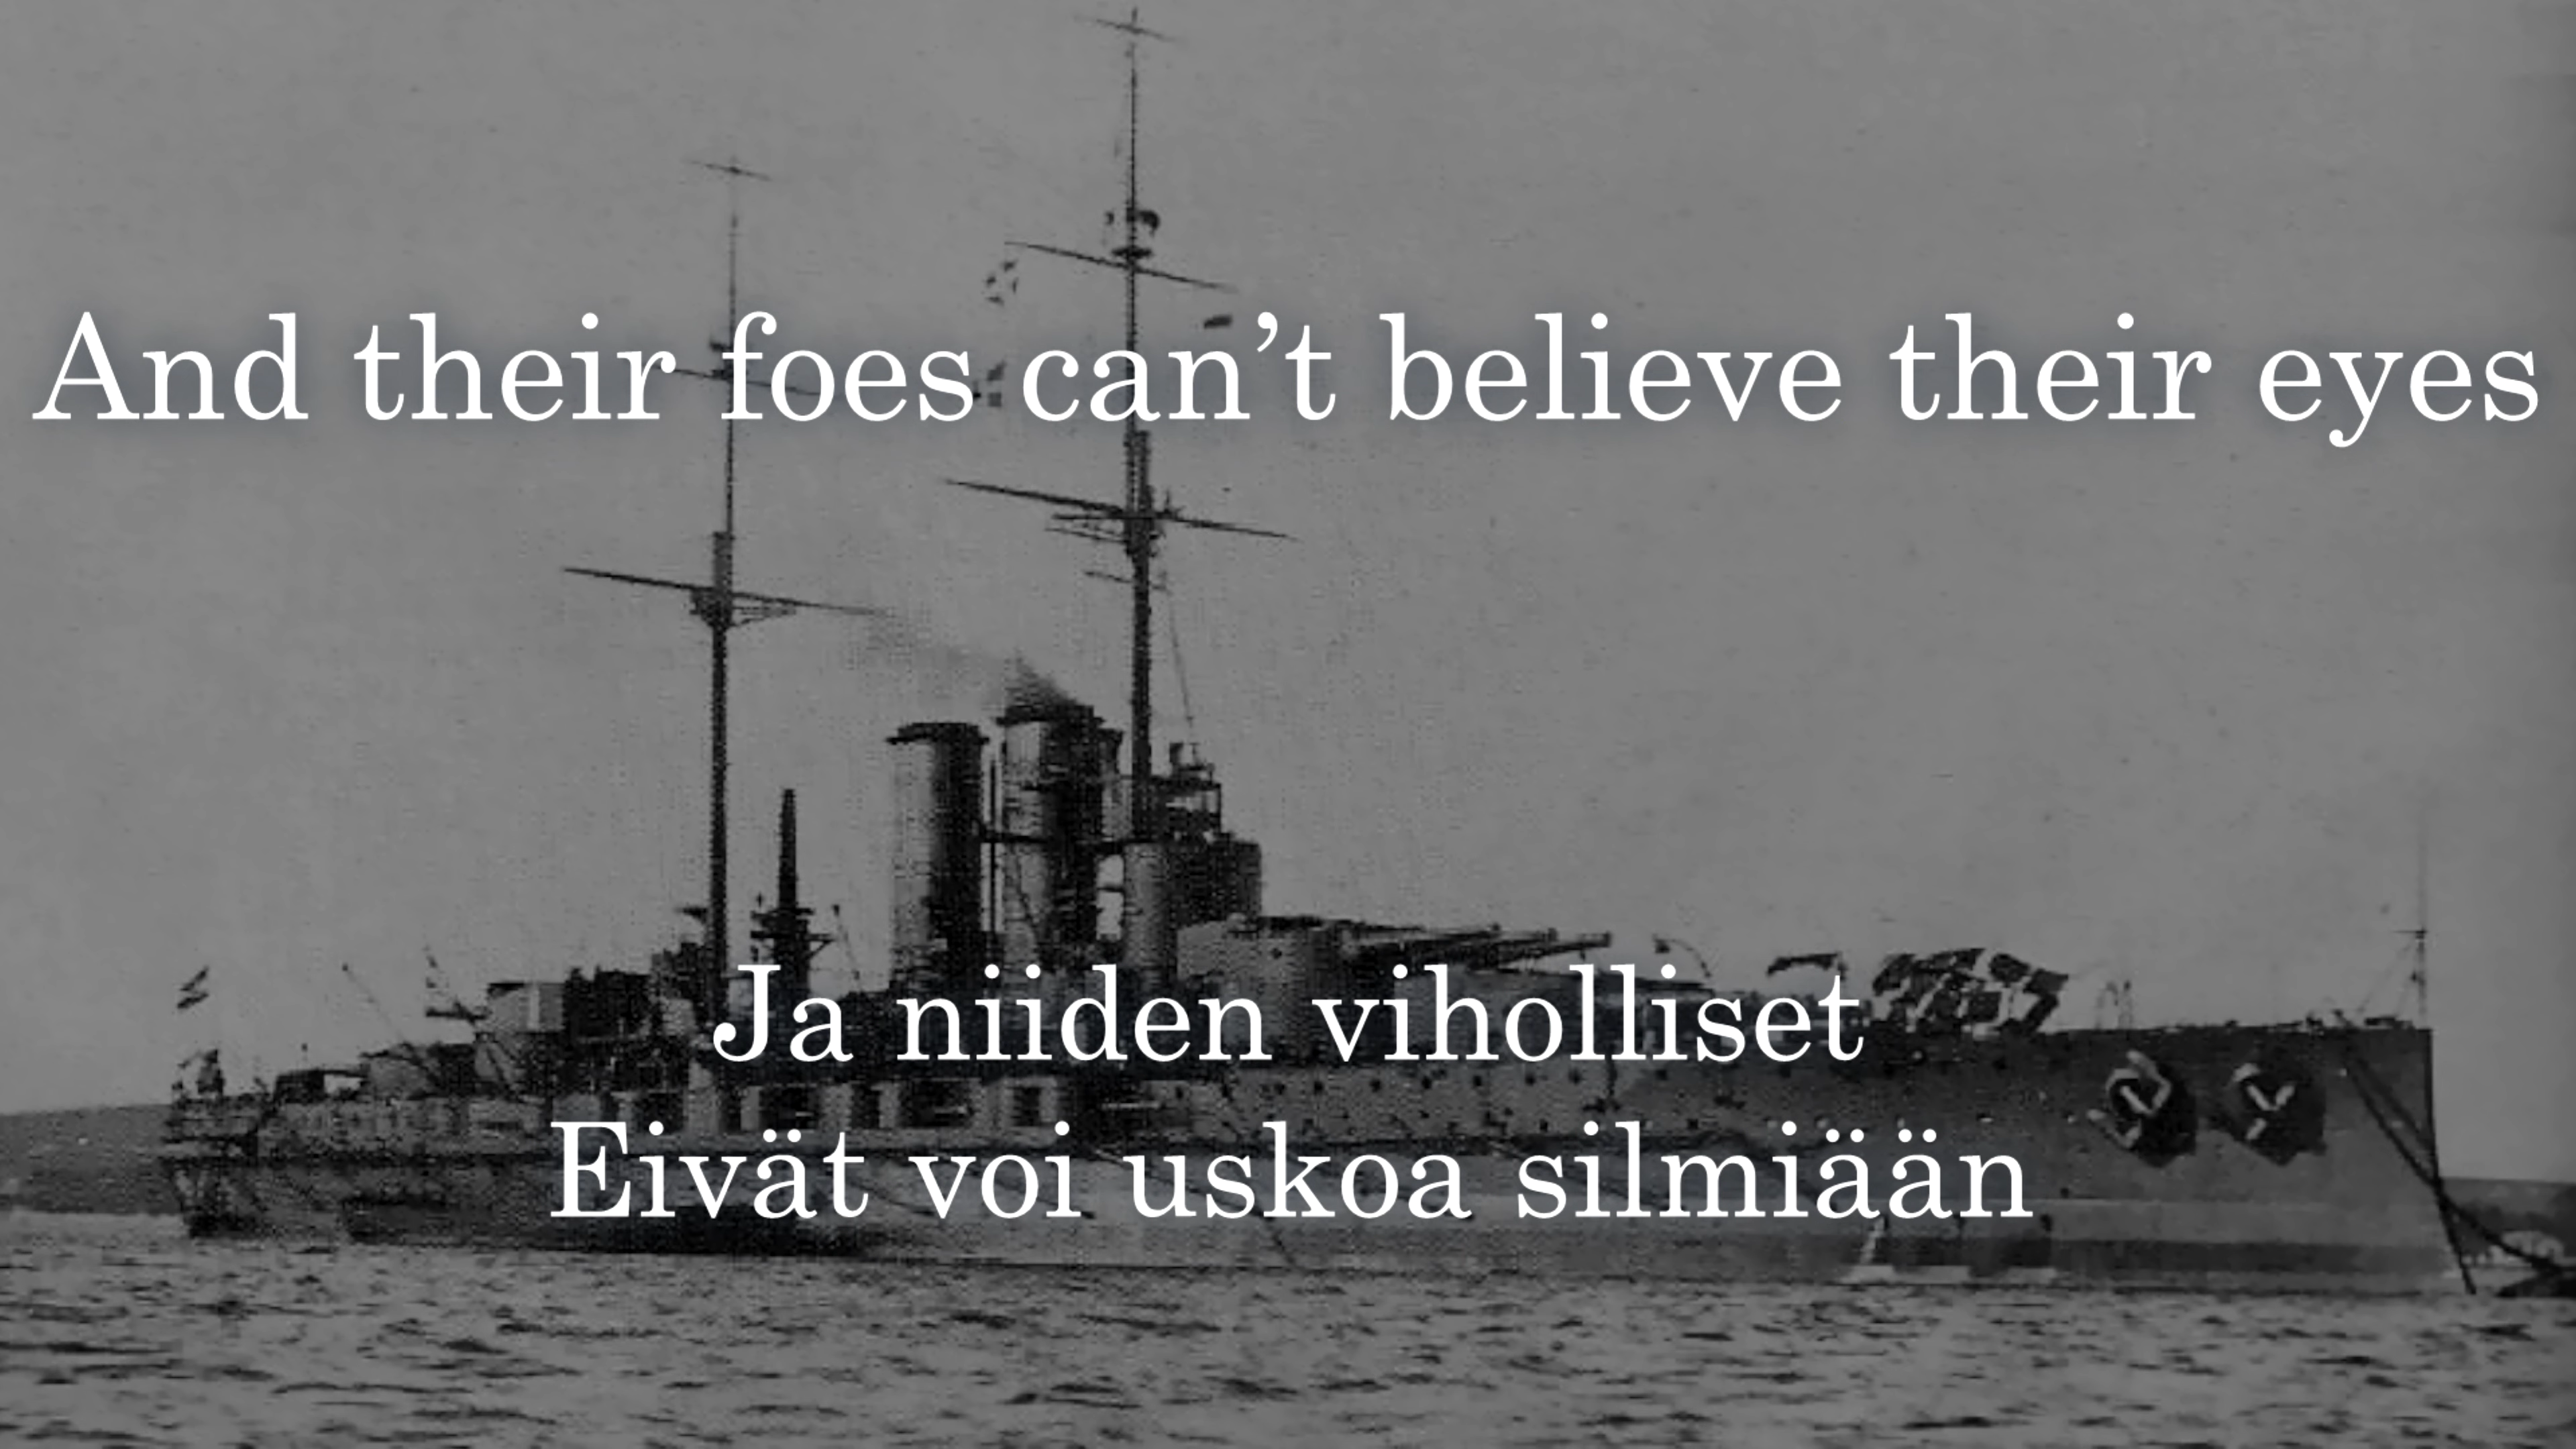 And their foes can’t believe their eyes
Ja niiden viholliset
Eivät voi uskoa silmiään